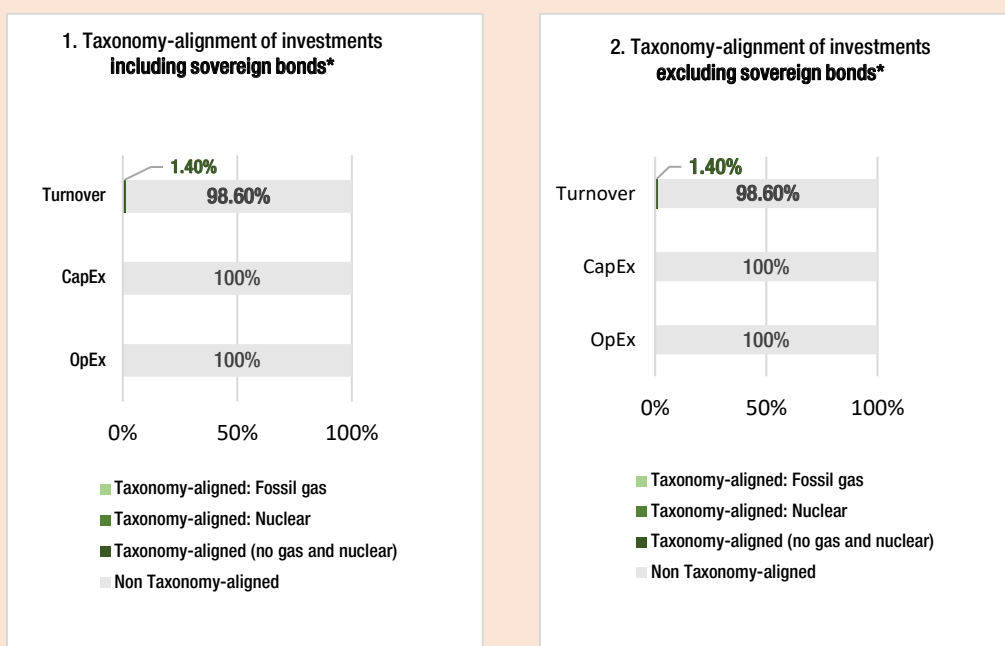 1. Taxonomy-alignment of investments
including sovereign bonds*
1.40%
Turnover
98.60%
CapEx
100%
OpEx
100%
0%
50%
100%
Taxonomy-aligned: Fossil gas
Taxonomy-aligned: Nuclear
Taxonomy-aligned (no gas and nuclear)
Non Taxonomy-aligned
2. Taxonomy-alignment of investments
excluding sovereign bonds*
1.40%
Turnover
98.60%
CapEx
100%
OpEx
100%
0%
50%
100%
Taxonomy-aligned: Fossil gas
Taxonomy-aligned: Nuclear
Taxonomy-aligned (no gas and nuclear)
Non Taxonomy-aligned